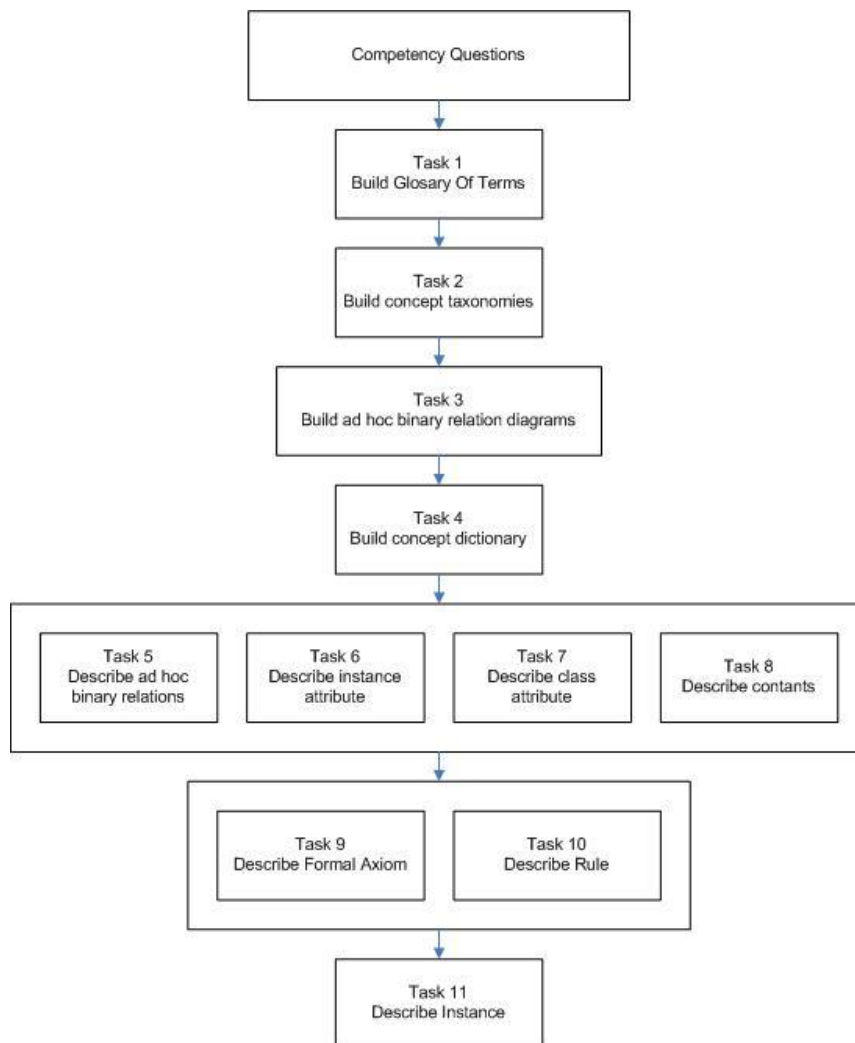 Competency Questions
Task 1
Build Glosary Of Terms
Task 2
Build concept taxonomies
Task 3
Build ad hoc binary relation diagrams
Task 4
Build concept dictionary
Task 5
Describe ad hoc
binary relations
Task 6
Describe instance
attribute
Task 7
Describe class
attribute
Task 8
Describe contants
Task 9
Describe Formal Axiom
Task 10
Describe Rule
Task 11
Describe Instance